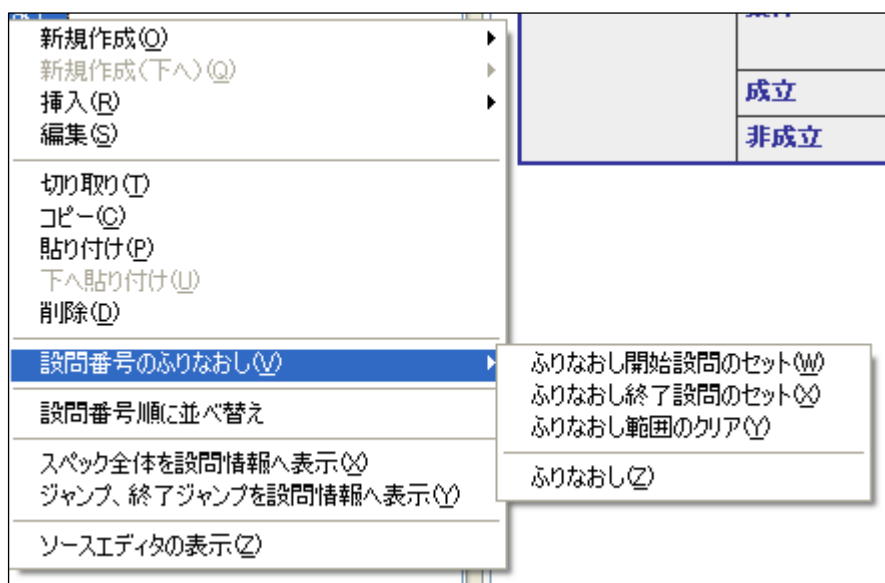 新規作成(O)
新規作成(下へ)(Q)
挿入(R)
編集(S)
切り取り(T)
コピー(C)
貼り付け(P)
下へ貼り付け(U)
削除(D)
設問番号のふりなおし(V)
設問番号順に並べ替え
スペック全体を設問情報へ表示(X)
ジャンプ、終了ジャンプを設問情報へ表示(Y)
ソースエディタの表示(Z)
ふりなおし開始設問のセット(W)
ふりなおし終了設問のセット(X)
ふりなおし範囲のクリア(Y)
ふりなおし(Z)
成立
非成立